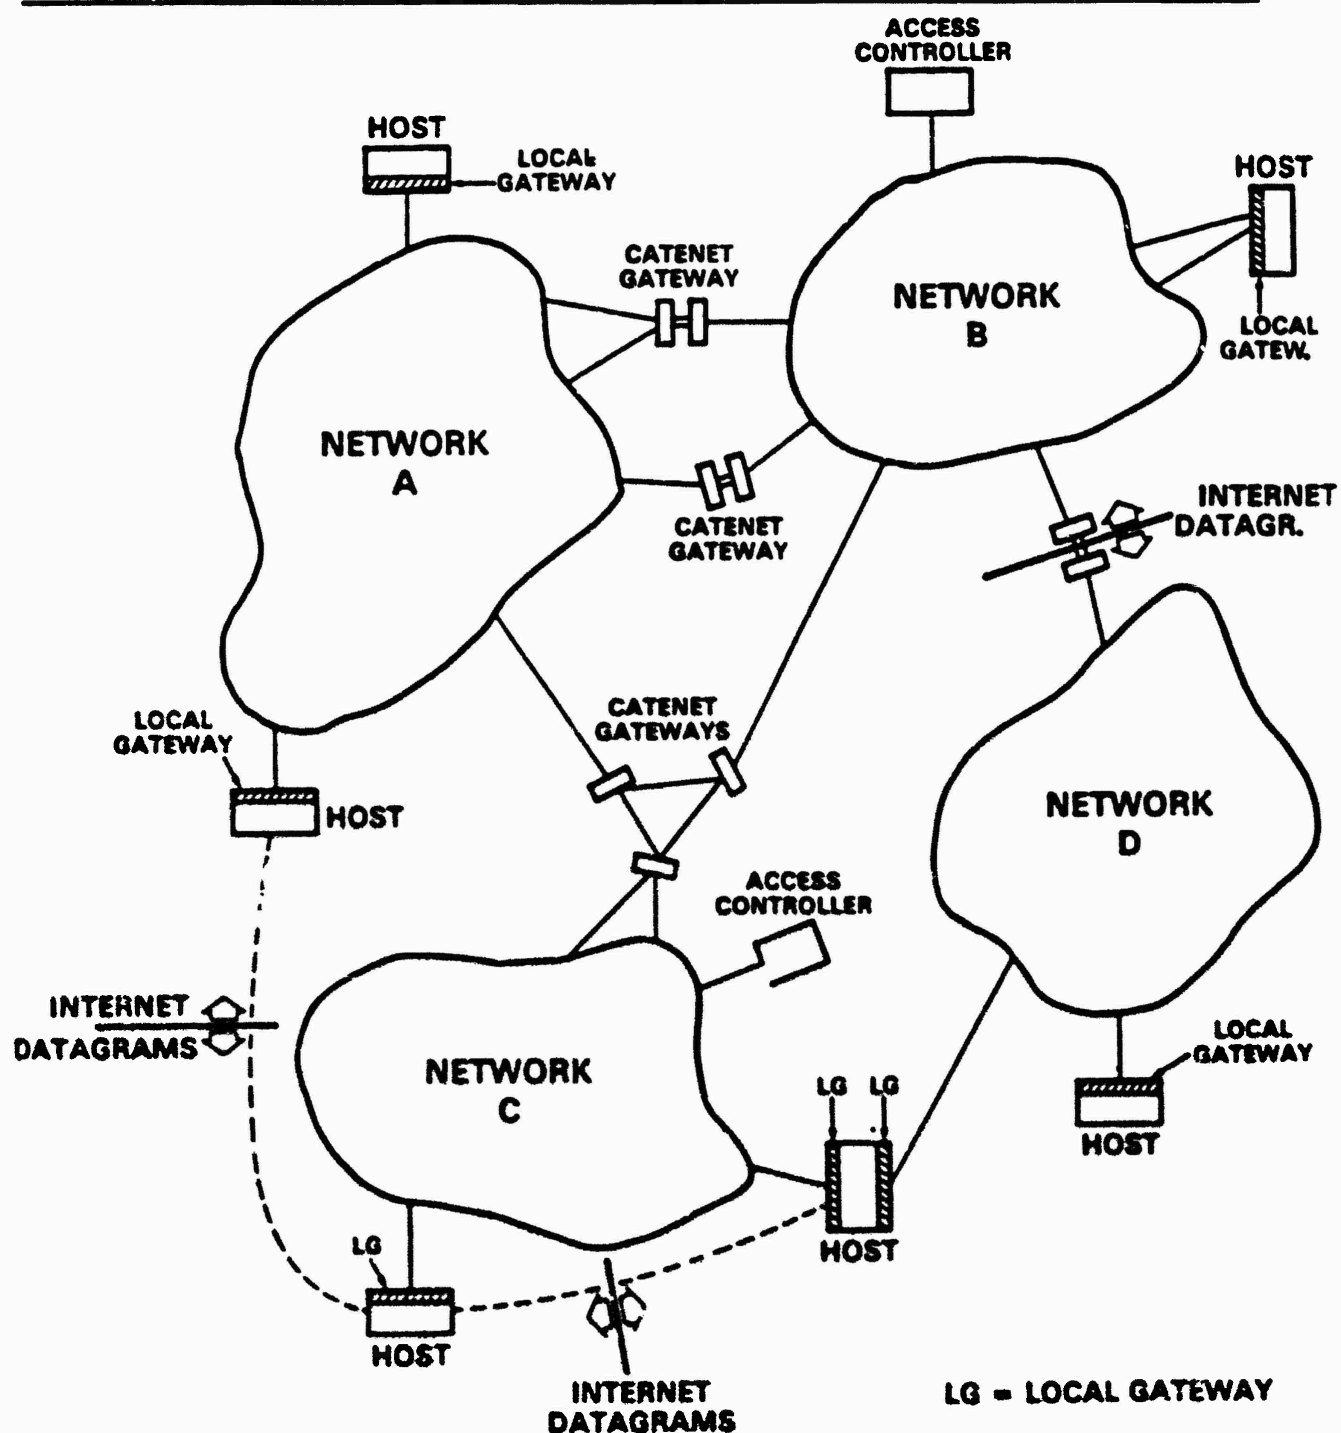 ACCESS
CONTROLLER
HOST
LOCAL
GATEWAY
HOST
CATENET
GATEWAY
NETWORK
B
LOCAL
GATEW.
NETWORK
A
CATENET
GATEWAY
INTERNET
DATAGR.
CATENET
GATEWAYS
LOCAL
GATEWAY
HOST
NETWORK
D
ACCESS
CONTROLLER
INTERNET
DATAGRAMS
NETWORK
C
LOCAL
GATEWAY
LG LG
HOST
HOST
LG
HOST
INTERNET
DATAGRAMS
LG = LOCAL GATEWAY